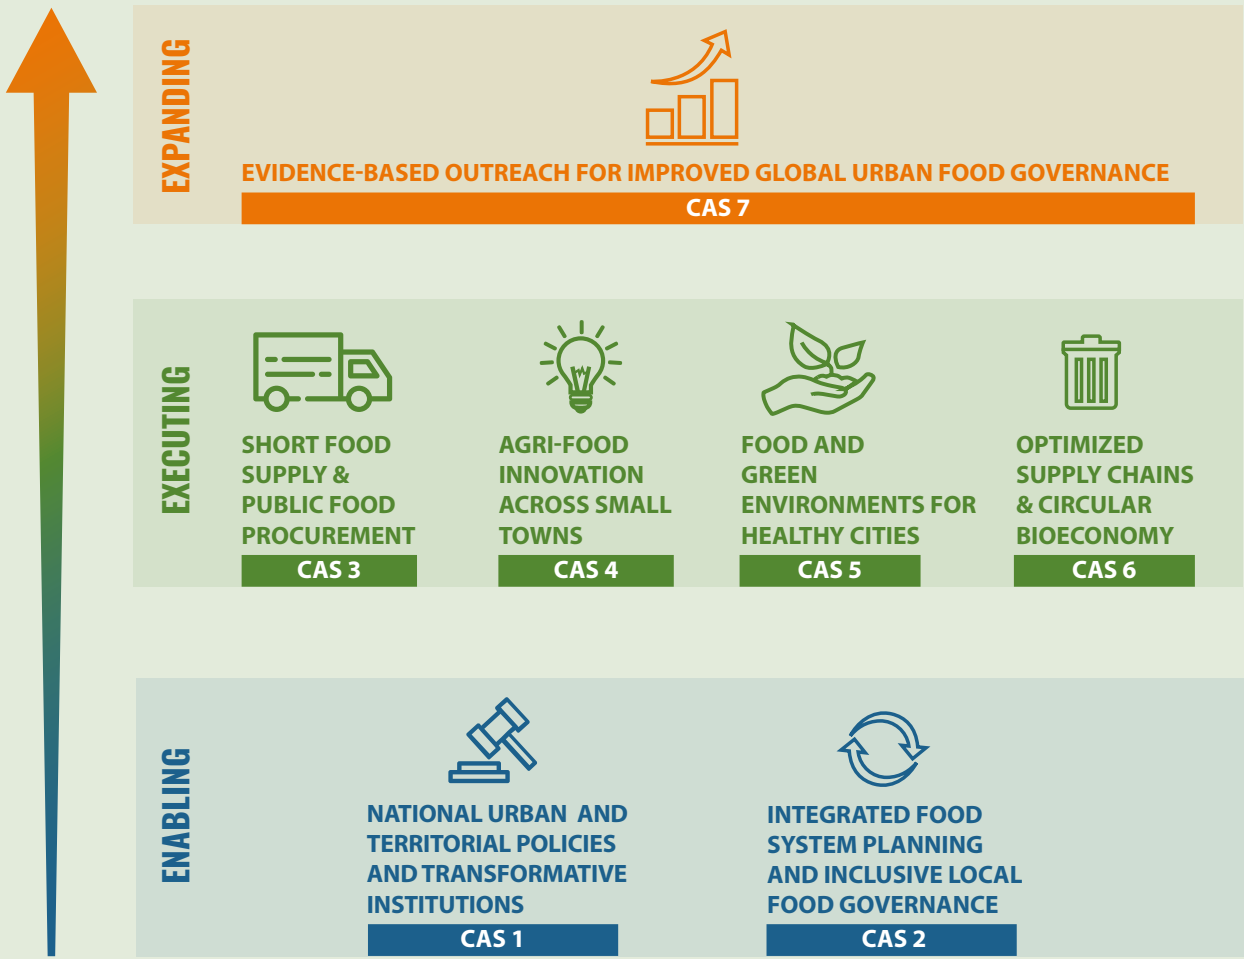 EXPANDING
EVIDENCE-BASED OUTREACH FOR IMPROVED GLOBAL URBAN FOOD GOVERNANCE
CAS 7
EXECUTING
SHORT FOOD
SUPPLY &
PUBLIC FOOD
PROCUREMENT
CAS 3
AGRI-FOOD
INNOVATION
ACROSS SMALL
TOWNS
CAS 4
FOOD AND
GREEN
ENVIRONMENTS FOR
HEALTHY CITIES
CAS 5
OPTIMIZED
SUPPLY CHAINS
& CIRCULAR
BIOECONOMY
CAS 6
ENABLING
NATIONAL URBAN AND
TERRITORIAL POLICIES
AND TRANSFORMATIVE
INSTITUTIONS
CAS 1
INTEGRATED FOOD
SYSTEM PLANNING
AND INCLUSIVE LOCAL
FOOD GOVERNANCE
CAS 2